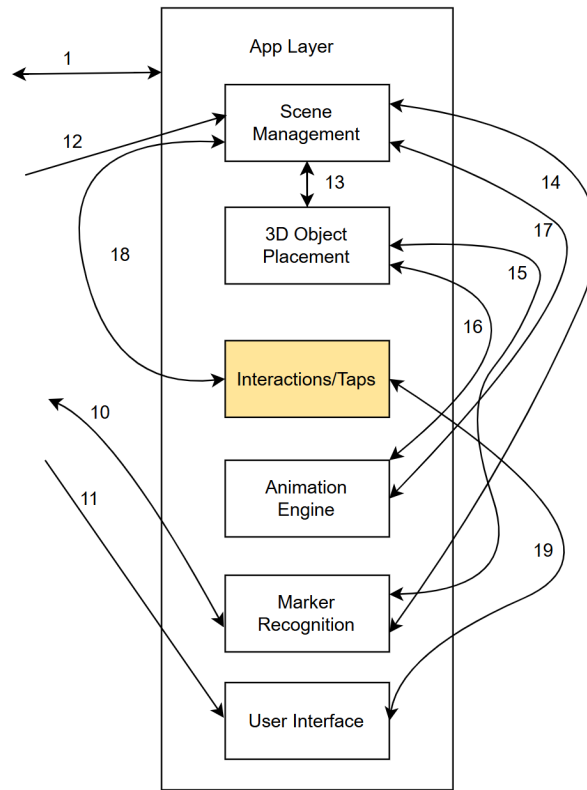 App Layer
1
Scene
Management
12
14
13
17
3D Object
Placement
18
15
16
Interactions/Taps
10
11
Animation
Engine
19
Marker
Recognition
User Interface